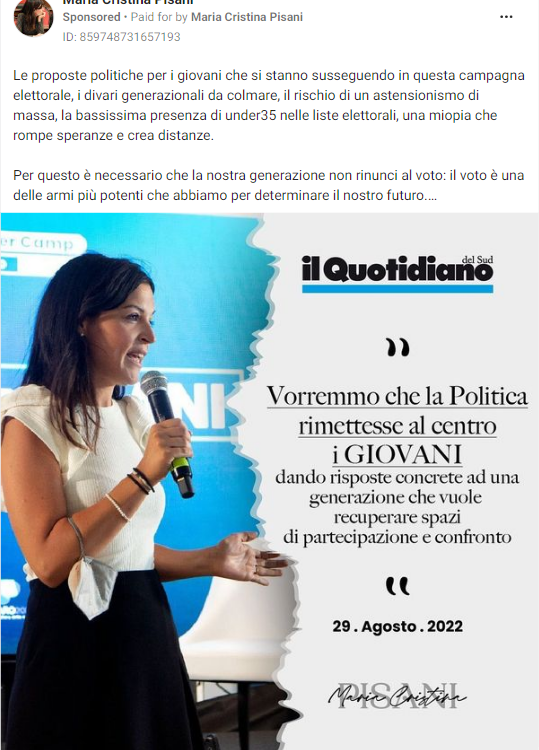 Maria Cristina Pisani
Sponsored • Paid for by Maria Cristina Pisani
ID: 859748731657193
Le proposte politiche per i giovani che si stanno susseguendo in questa campagna
elettorale, i divari generazionali da colmare, il rischio di un astensionismo di
massa, la bassissima presenza di under35 nelle liste elettorali, una miopia che
rompe speranze e crea distanze.
Per questo è necessario che la nostra generazione non rinunci al voto: il voto è una
delle armi più potenti che abbiamo per determinare il nostro futuro....
er Camp
ANI
ARO
il Quotidiano
del Sud
”
Vorremmo che la Politica
rimettesse al centro
i GIOVANI
dando risposte concrete ad una
generazione che vuole
recuperare spazi
di partecipazione e confronto
“
29 . Agosto . 2022
PISANI
Maria Cristina